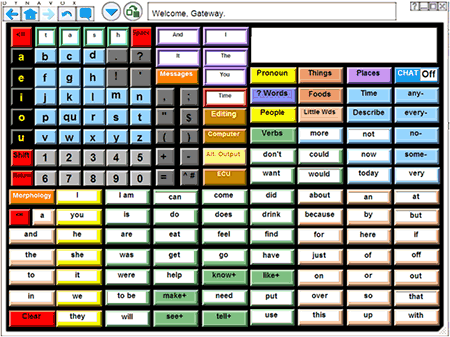 DYNAVOX
Welcome, Gateway.
t a s h space And I
a b c d . ? It The
e f g h ! ' Messages You Pronoun Things Places CHAT Off
i j k l m n , ; Time ? Words Foods Time any-
o p qu r s t " $ Editing People Little Wds Describe every-
u v w x y z ( ) Computer Verbs more not no-
Shift 1 2 3 4 5 + - Alt. Output don't could now some-
6 7 8 9 0 = ^ # ECU want would today very
Morphology I I am can come did about an at
a you is do does drink because by but
and he are eat feel find for here if
the she was get go have just of off
to it were help know+ like+ on or out
in we to be make+ need put over so that
Clear they will see+ tell+ use this up with